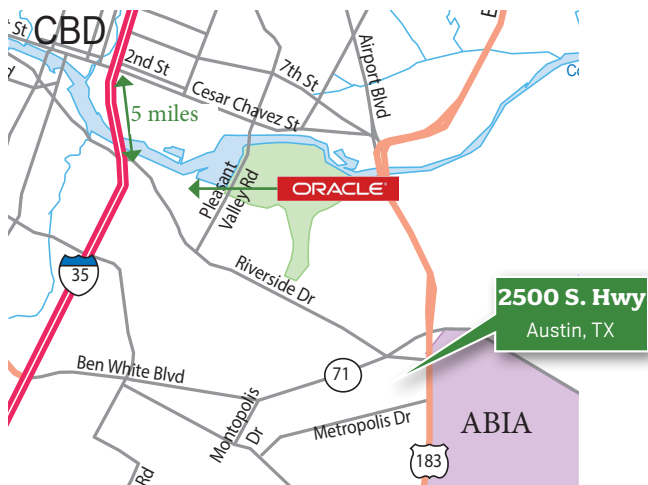 St
CBD
2nd St
7th St
Airport Blvd
E
Cesar Chavez St
5 miles
Pleasant
Valley Rd
ORACLE
35
Riverside Dr
2500 S. Hwy
Austin, TX
Ben White Blvd
71
Montopolis
Dr
Metropolis Dr
ABIA
183
Rd